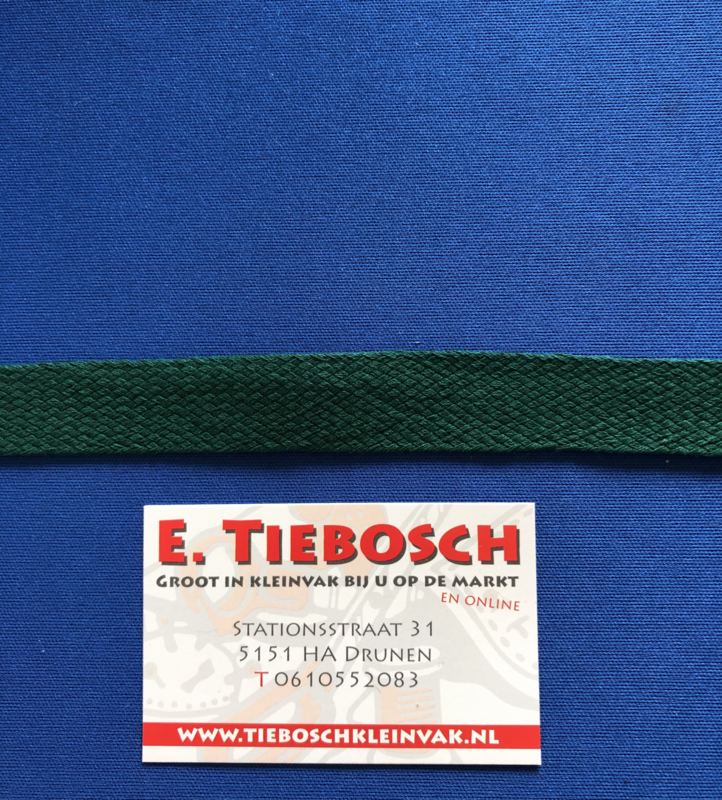 E. TIEBOSCH
GROOT IN KLEINVAK BIJ U OP DE MARKT
EN ONLINE
STATIONSSTRAAT 31
5151 HA DRUNEN
T 0610552083
WWW.TIEBOSCHKLEINVAK.NL